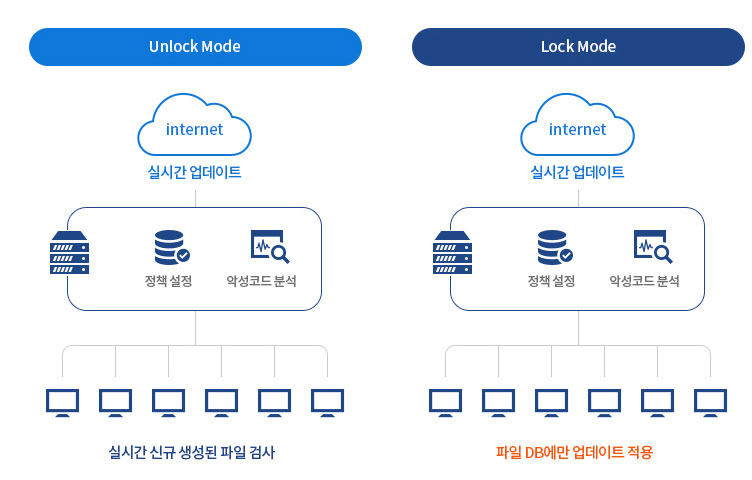 Unlock Mode
internet
실시간 업데이트
정책 설정
악성코드 분석
실시간 신규 생성된 파일 검사
Lock Mode
internet
실시간 업데이트
정책 설정
악성코드 분석
파일 DB에만 업데이트 적용